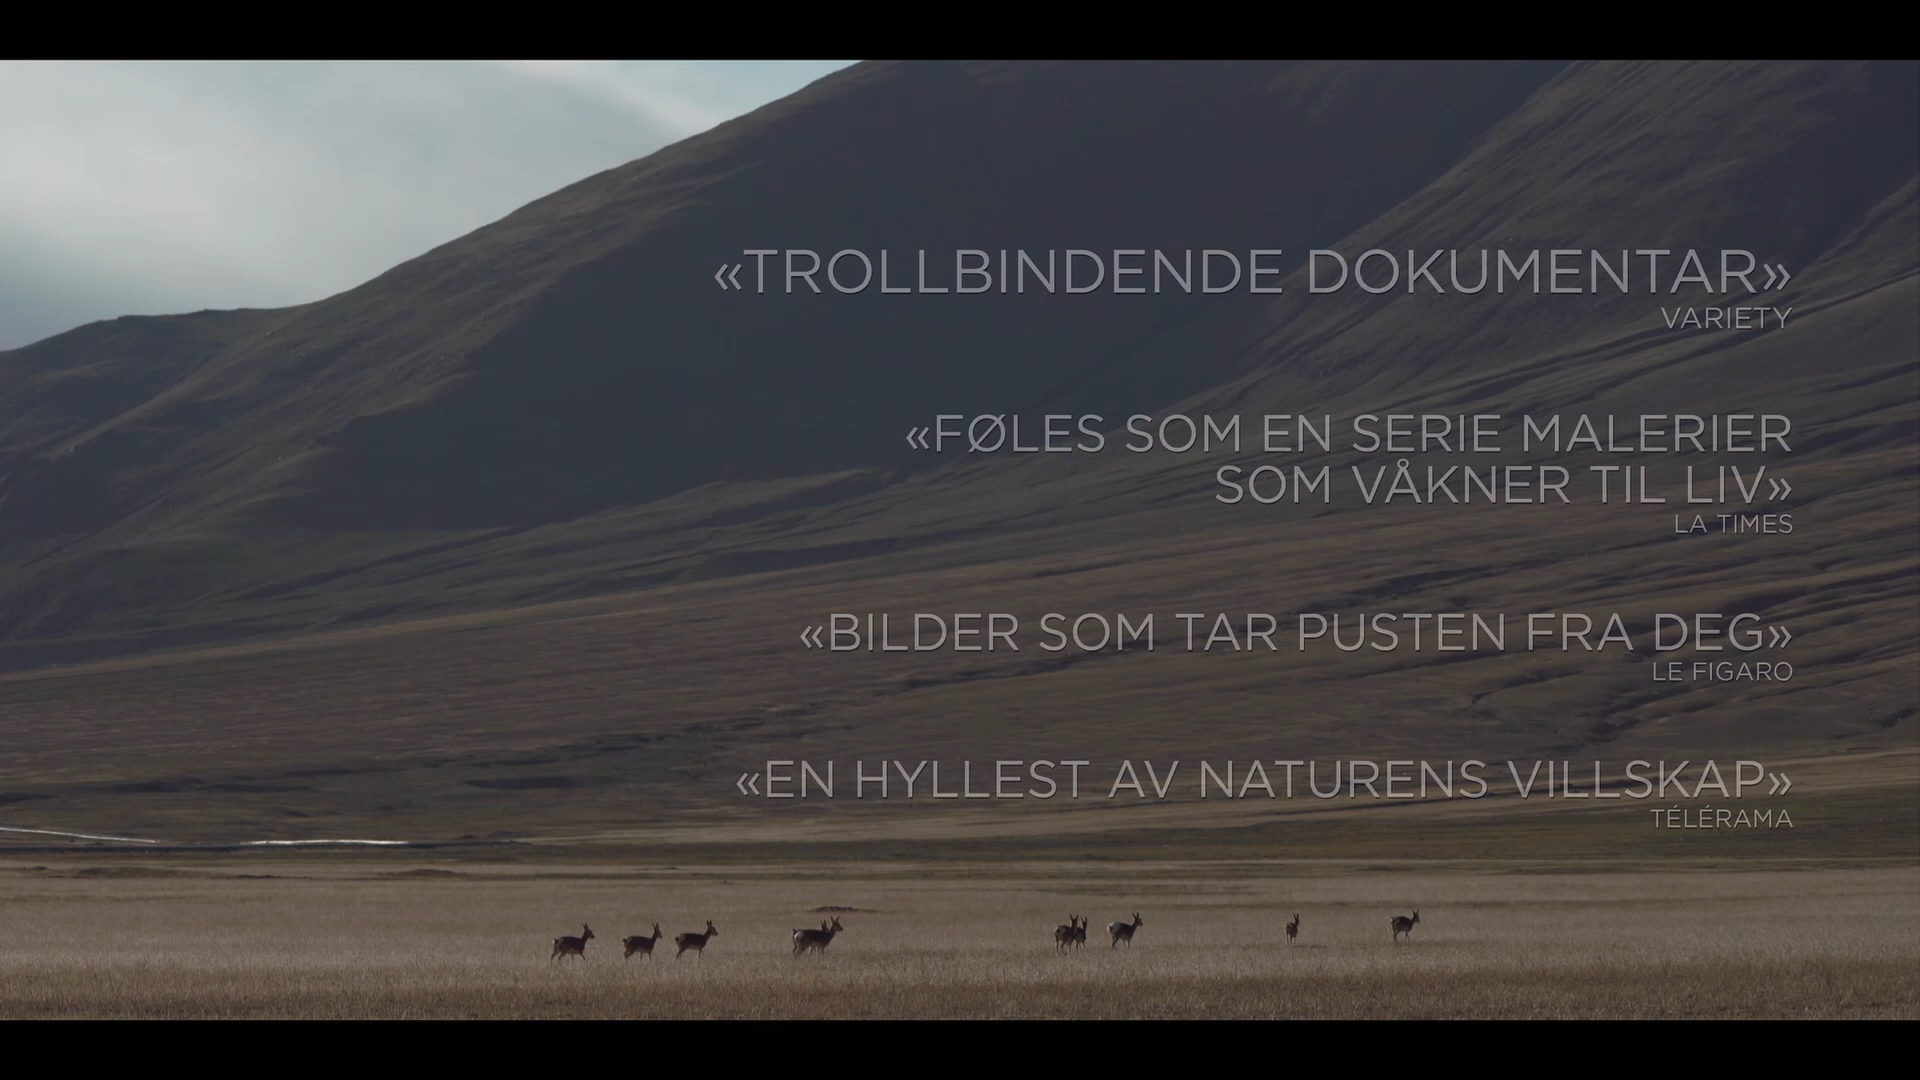 «TROLLBINDENDE DOKUMENTAR»
VARIETY
«FØLES SOM EN SERIE MALERIER
SOM VÅKNER TIL LIV»
LA TIMES
«BILDER SOM TAR PUSTEN FRA DEG»
LE FIGARO
«EN HYLLEST AV NATURENS VILLSKAP»
TÉLÉRAMA